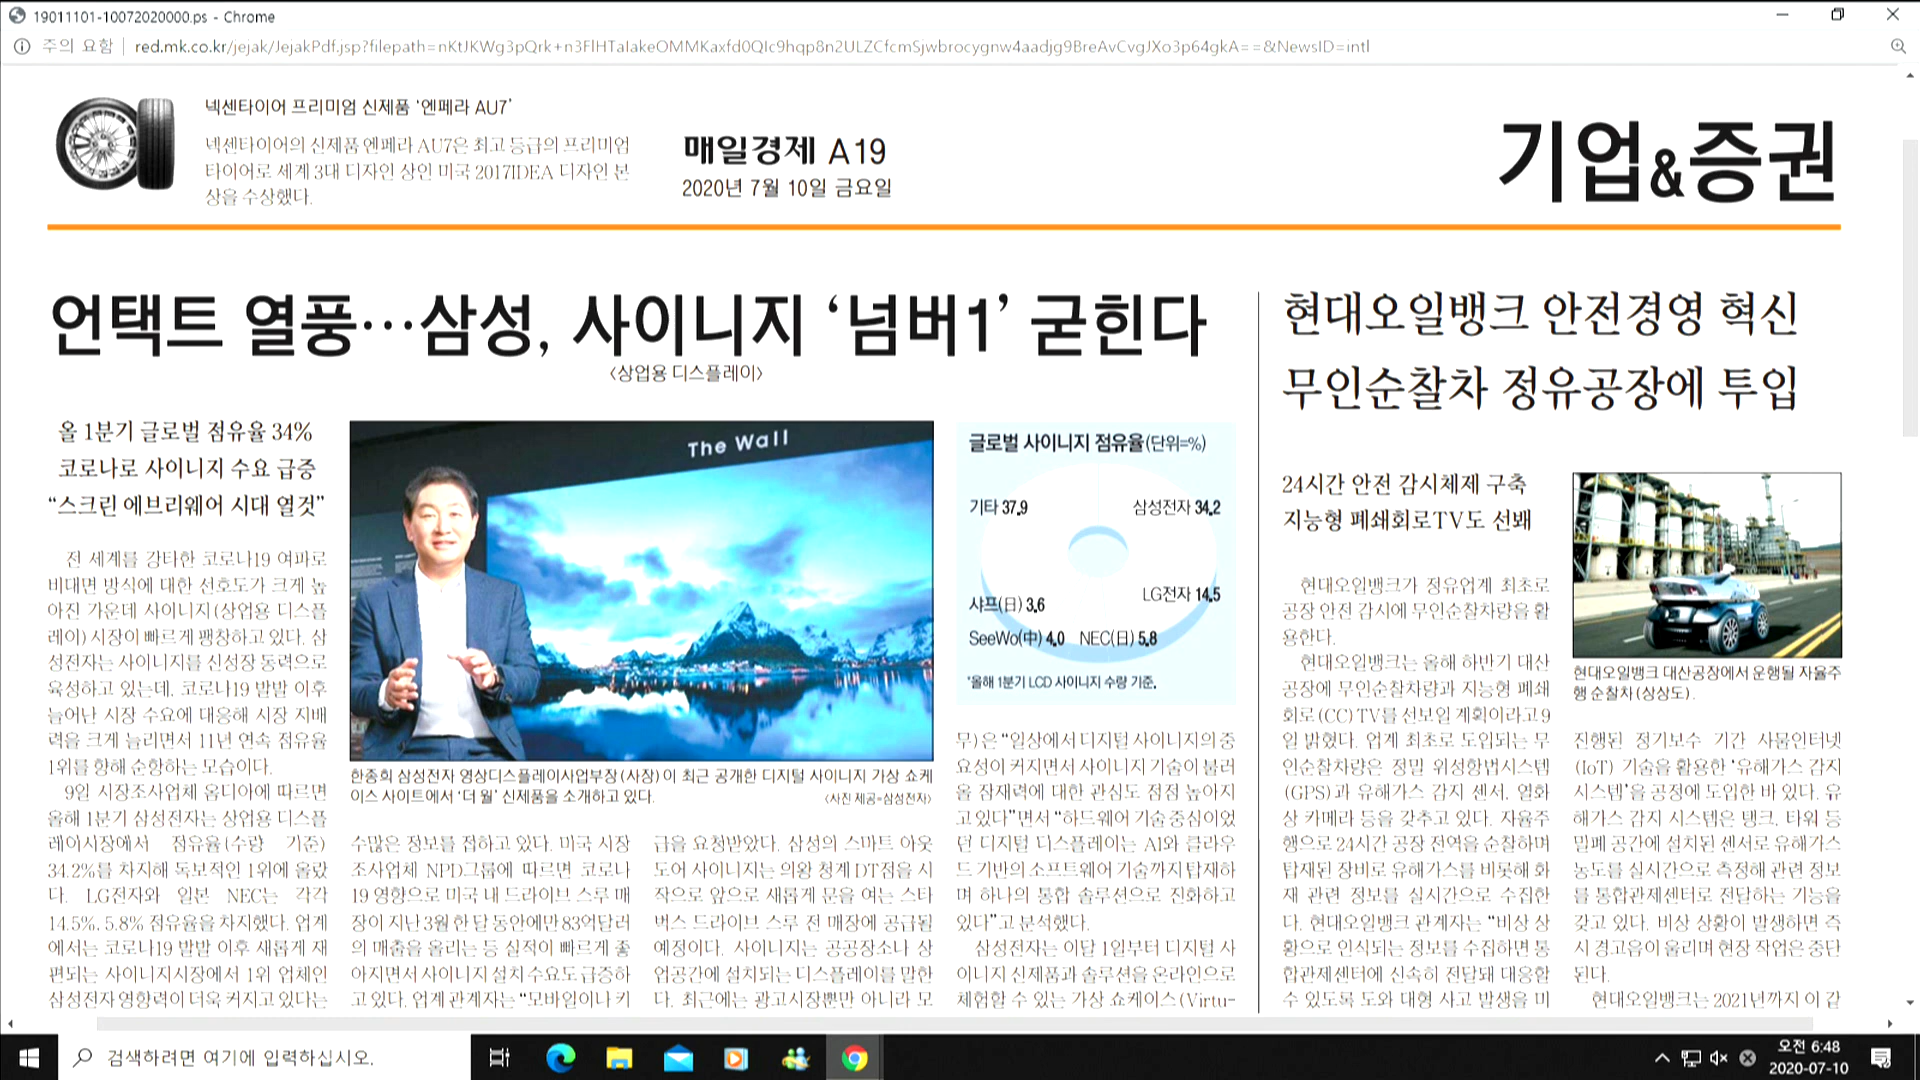 19011101-10072020000.ps - Chrome
주의 요함
넥센타이어 프리미엄 신제품 ‘엔페라 AU7’
넥센타이어의 신제품 엔페라 AU7은 최고 등급의 프리미엄
타이어로 세계 3대 디자인 상인 미국 2017IDEA 디자인 본
상을 수상했다.
매일경제 A19
2020년 7월 10일 금요일
기업&증권
언택트 열풍…삼성, 사이니지 ‘넘버1’ 굳힌다
〈상업용 디스플레이〉
올 1분기 글로벌 점유율 34%
코로나로 사이니지 수요 급증
“스크린 에브리웨어 시대 열것”
전 세계를 강타한 코로나19 여파로
비대면 방식에 대한 선호도가 크게 높
아진 가운데 사이니지(상업용 디스플
레이) 시장이 빠르게 팽창하고 있다. 삼
성전자는 사이니지를 신성장 동력으로
육성하고 있는데, 코로나19 발발 이후
늘어난 시장 수요에 대응해 시장 지배
력을 크게 늘리면서 11년 연속 점유율
1위를 향해 순항하는 모습이다.
9일 시장조사업체 옴디아에 따르면
올해 1분기 삼성전자는 상업용 디스플
레이시장에서 점유율(수량 기준)
34.2%를 차지해 독보적인 1위에 올랐
다. LG전자와 일본 NEC는 각각
14.5%, 5.8% 점유율을 차지했다. 업계
에서는 코로나19 발발 이후 새롭게 재
편되는 사이니지시장에서 1위 업체인
삼성전자 영향력이 더욱 커지고 있다는
The Wall
한종희 삼성전자 영상디스플레이사업부장(사장)이 최근 공개한 디지털 사이니지 가상 쇼케
이스 사이트에서 ‘더 월’ 신제품을 소개하고 있다.
〈사진 제공=삼성전자〉
수많은 정보를 접하고 있다. 미국 시장
조사업체 NPD그룹에 따르면 코로나
19 영향으로 미국 내 드라이브 스루 매
장이 지난 3월 한 달 동안에만 83억달러
의 매출을 올리는 등 실적이 빠르게 좋
아지면서 사이니지 설치 수요도 급증하
고 있다. 업계 관계자는 “모바일이나 키
급을 요청받았다. 삼성의 스마트 아웃
도어 사이니지는 의왕 청계 DT점을 시
작으로 앞으로 새롭게 문을 여는 스타
벅스 드라이브 스루 전 매장에 공급될
예정이다. 사이니지는 공공장소나 상
업공간에 설치되는 디스플레이를 말한
다. 최근에는 광고시장뿐만 아니라 모
글로벌 사이니지 점유율(단위=%)
기타 37.9
삼성전자 34.2
LG전자 14.5
샤프(日) 3.6
SeeWo(中) 4.0 NEC(日) 5.8
*올해 1분기 LCD 사이니지 수량 기준.
무)은 “일상에서 디지털 사이니지의 중
요성이 커지면서 사이니지 기술이 불러
올 잠재력에 대한 관심도 점점 높아지
고 있다”면서 “하드웨어 기술 중심이었
던 디지털 디스플레이는 AI와 클라우
드 기반의 소프트웨어 기술까지 탑재하
며 하나의 통합 솔루션으로 진화하고
있다”고 분석했다.
삼성전자는 이달 1일부터 디지털 사
이니지 신제품과 솔루션을 온라인으로
체험할 수 있는 가상 쇼케이스(Virtu-
현대오일뱅크 안전경영 혁신
무인순찰차 정유공장에 투입
24시간 안전 감시체제 구축
지능형 폐쇄회로TV도 선봬
현대오일뱅크가 정유업계 최초로
공장 안전 감시에 무인순찰차량을 활
용한다.
현대오일뱅크는 올해 하반기 대산
공장에 무인순찰차량과 지능형 폐쇄
회로(CC)TV를 선보일 계획이라고 9
일 밝혔다. 업계 최초로 도입되는 무
인순찰차량은 정밀 위성항법시스템
(GPS)과 유해가스 감지 센서, 열화
상 카메라 등을 갖추고 있다. 자율주
행으로 24시간 공장 전역을 순찰하며
탑재된 장비로 유해가스를 비롯해 화
재 관련 정보를 실시간으로 수집한
다. 현대오일뱅크 관계자는 “비상 상
황으로 인식되는 정보를 수집하면 통
합관제센터에 신속히 전달돼 대응할
수 있도록 도와 대형 사고 발생을 미
현대오일뱅크 대산공장에서 운행될 자율주
행 순찰차(상상도).
진행된 정기보수 기간 사물인터넷
(IoT) 기술을 활용한 ‘유해가스 감지
시스템’을 공정에 도입한 바 있다. 유
해가스 감지 시스템은 탱크, 타워 등
밀폐 공간에 설치된 센서로 유해가스
농도를 실시간으로 측정해 관련 정보
를 통합관제센터로 전달하는 기능을
갖고 있다. 비상 상황이 발생하면 즉
시 경고음이 울리며 현장 작업은 중단
된다.
현대오일뱅크는 2021년까지 이 같
검색하려면 여기에 입력하십시오.
오전 6:48
2020-07-10